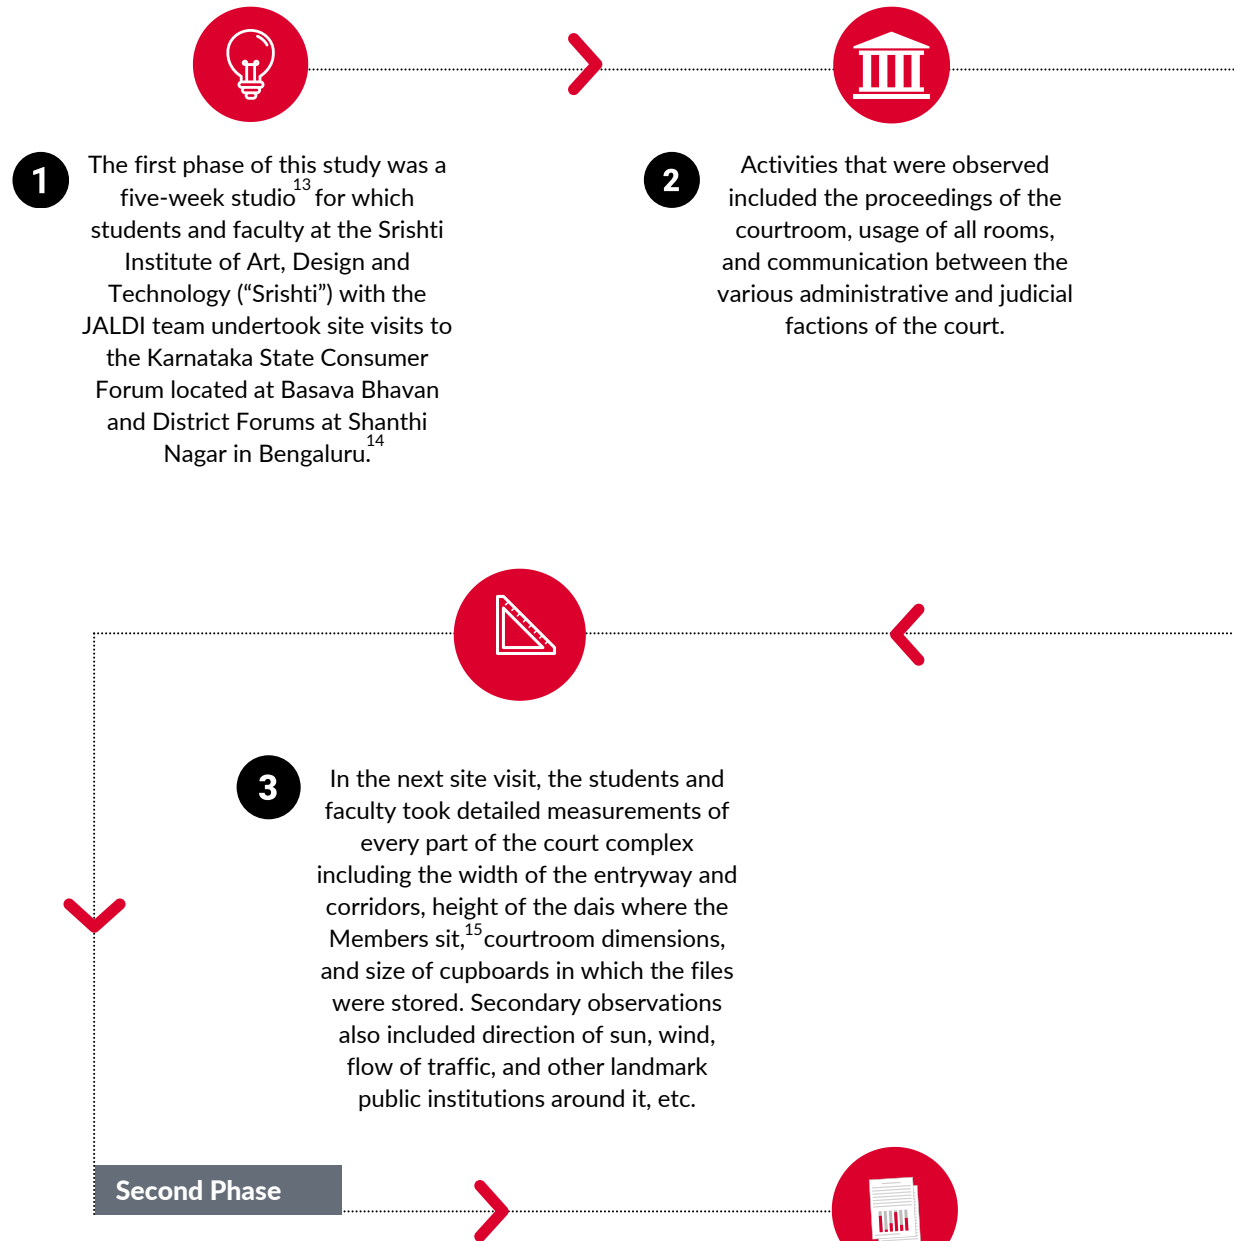 1
The first phase of this study was a
five-week studio13 for which
students and faculty at the Srishti
Institute of Art, Design and
Technology (“Srishti”) with the
JALDI team undertook site visits to
the Karnataka State Consumer
Forum located at Basava Bhavan
and District Forums at Shanthi
Nagar in Bengaluru.14
2
Activities that were observed
included the proceedings of the
courtroom, usage of all rooms,
and communication between the
various administrative and judicial
factions of the court.
3
In the next site visit, the students and
faculty took detailed measurements of
every part of the court complex
including the width of the entryway and
corridors, height of the dais where the
Members sit,15 courtroom dimensions,
and size of cupboards in which the files
were stored. Secondary observations
also included direction of sun, wind,
flow of traffic, and other landmark
public institutions around it, etc.
Second Phase